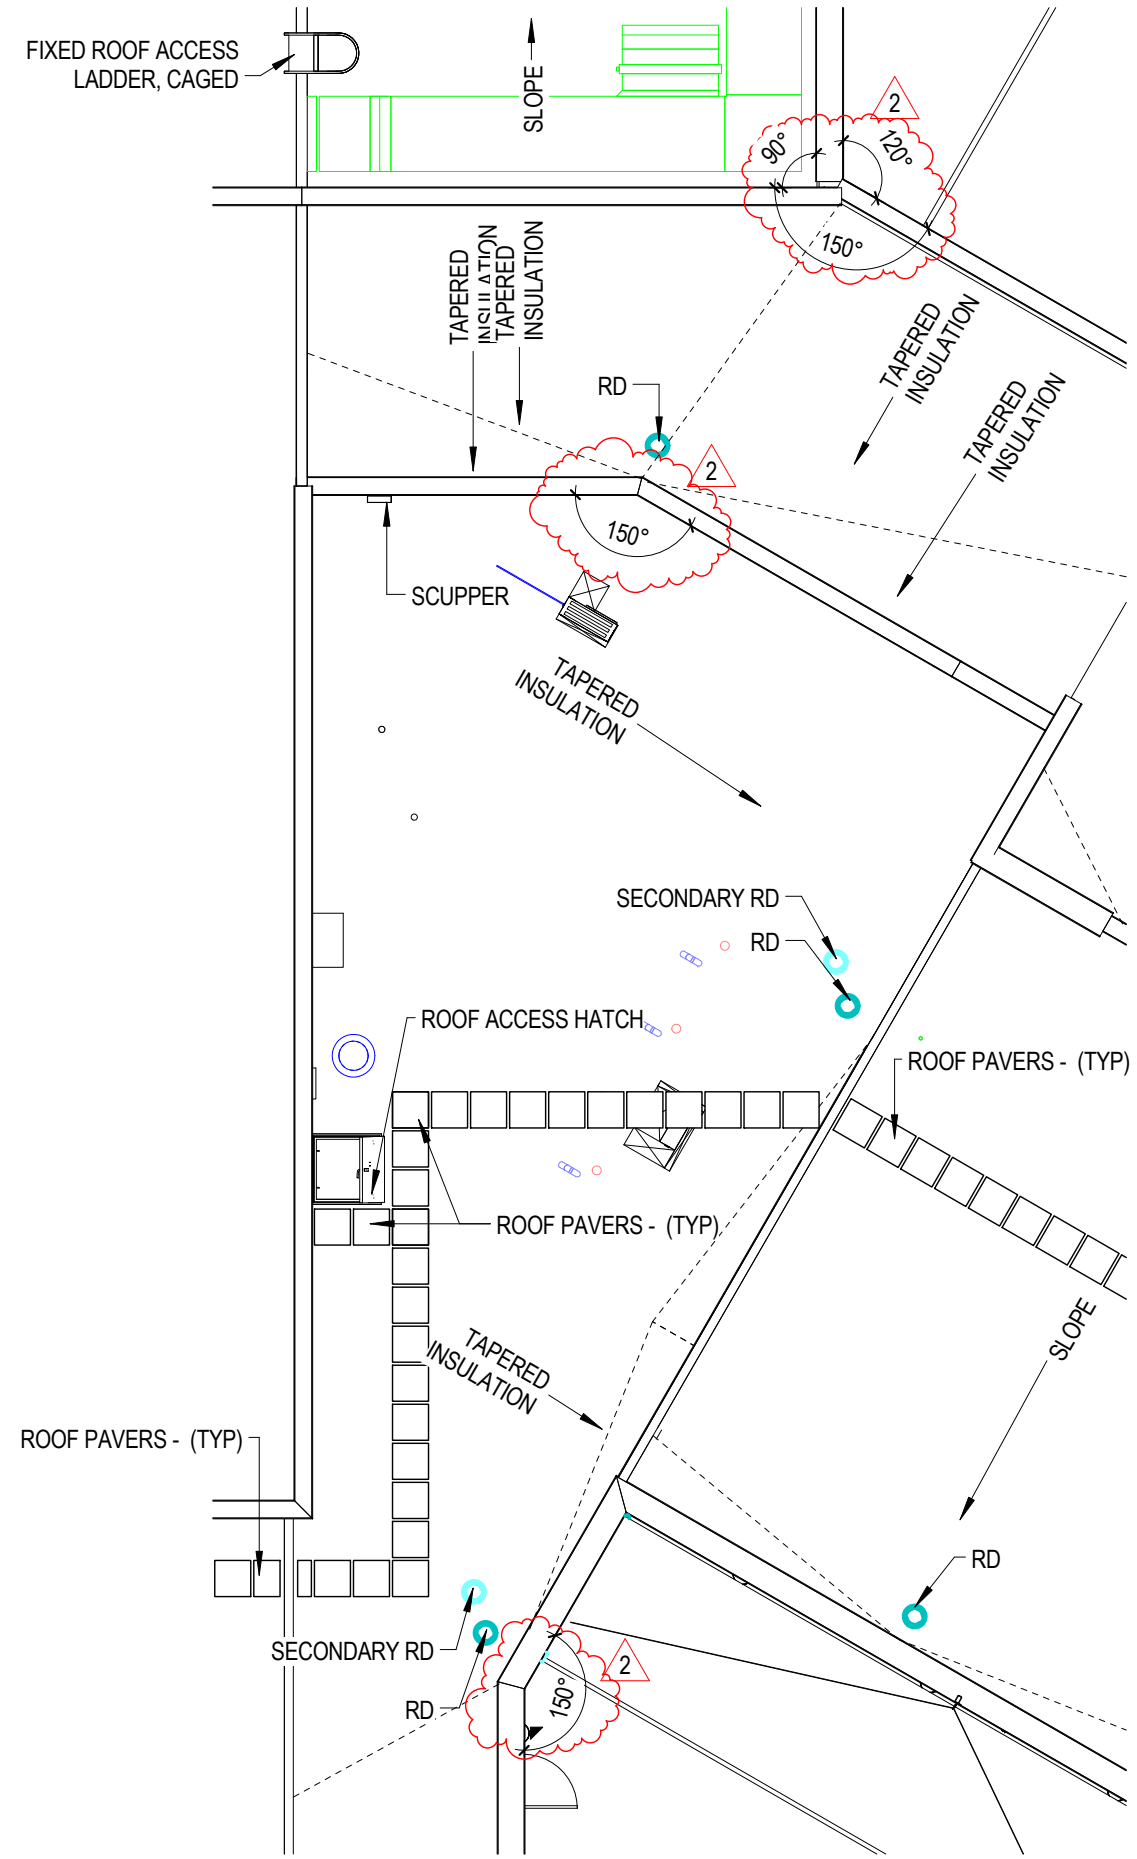 FIXED ROOF ACCESS
LADDER, CAGED
SLOPE
2
90°
120°
150°
TAPERED
INSULATION
TAPERED
INSULATION
TAPERED
INSULATION
TAPERED
INSULATION
RD
2
150°
SCUPPER
TAPERED
INSULATION
SECONDARY RD
RD
ROOF ACCESS HATCH
ROOF PAVERS - (TYP)
ROOF PAVERS - (TYP)
SLOPE
TAPERED
INSULATION
ROOF PAVERS - (TYP)
RD
SECONDARY RD
RD
2
150°